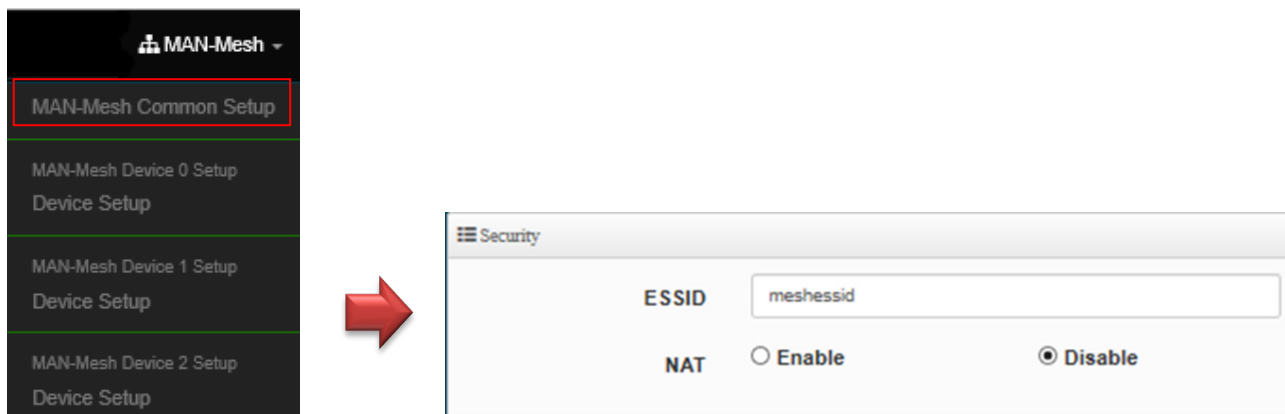 MAN-Mesh
MAN-Mesh Common Setup
MAN-Mesh Device 0 Setup
Device Setup
MAN-Mesh Device 1 Setup
Device Setup
MAN-Mesh Device 2 Setup
Device Setup
Security
ESSID meshessid
NAT Enable Disable